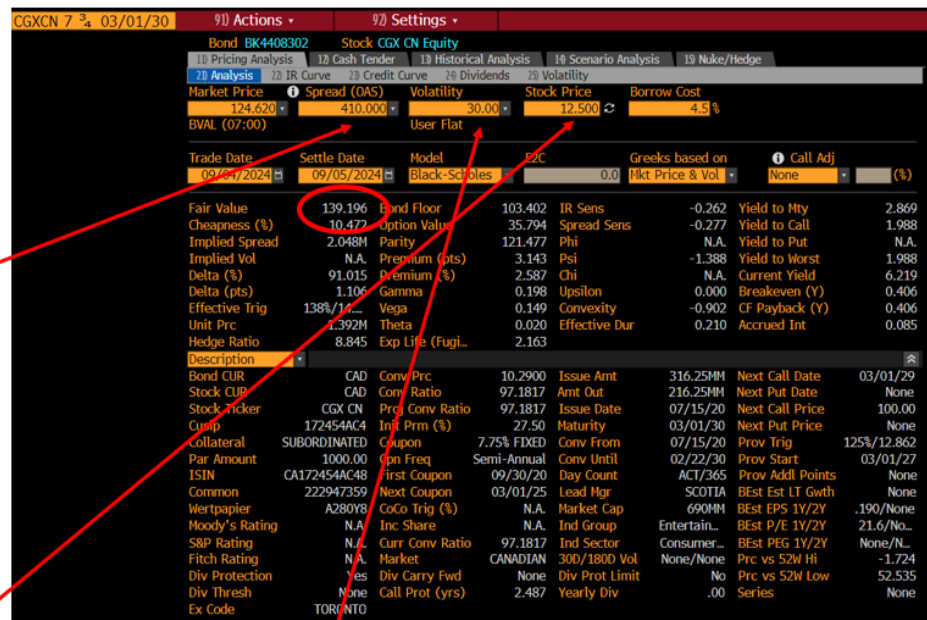 CGXCN 7 ¾ 03/01/30 91) Actions 92) Settings
Bond BK4408302 Stock CGX CN Equity
11) Pricing Analysis 12) Cash Tender 13) Historical Analysis 14) Scenario Analysis 15) Nuke/Hedge
21) Analysis 22) IR Curve 23) Credit Curve 24) Dividends 25) Volatility
Market Price Spread (OAS) Volatility Stock Price Borrow Cost
124.620 410.000 30.00 12.500 4.5 %
BVAL (07:00) User Flat
Trade Date Settle Date Model E2C Greeks based on Call Adj
09/04/2024 09/05/2024 Black-Scholes 0.0 Mkt Price & Vol None (%)
Fair Value 139.196 Bond Floor 103.402 IR Sens -0.262 Yield to Mty 2.869
Cheapness (%) 10.472 Option Value 35.794 Spread Sens -0.277 Yield to Call 1.988
Implied Spread 2.048M Parity 121.477 Phi N.A. Yield to Put N.A.
Implied Vol N.A. Premium (pts) 3.143 Psi -1.388 Yield to Worst 1.988
Delta (%) 91.015 Premium (%) 2.587 Chi N.A. Current Yield 6.219
Delta (pts) 1.106 Gamma 0.198 Upsilon 0.000 Breakeven (Y) 0.406
Effective Trig 138%/14.... Vega 0.149 Convexity -0.902 CF Payback (Y) 0.406
Unit Prc 1.392M Theta 0.020 Effective Dur 0.210 Accrued Int 0.085
Hedge Ratio 8.845 Exp Life (Fugi... 2.163
Description
Bond CUR CAD Conv Prc 10.2900 Issue Amt 316.25MM Next Call Date 03/01/29
Stock CUR CAD Conv Ratio 97.1817 Amt Out 216.25MM Next Put Date None
Stock Ticker CGX CN Proj Conv Ratio 97.1817 Issue Date 07/15/20 Next Call Price 100.00
Cusip 172454AC4 Init Prm (%) 27.50 Maturity 03/01/30 Next Put Price None
Collateral SUBORDINATED Coupon 7.75% FIXED Conv From 07/15/20 Prov Trig 125%/12.862
Par Amount 1000.00 Cpn Freq Semi-Annual Conv Until 02/22/30 Prov Start 03/01/27
ISIN CA172454AC48 First Coupon 09/30/20 Day Count ACT/365 Prov Addl Points None
Common 222947359 Next Coupon 03/01/25 Lead Mgr SCOTIA BEst Est LT Gwth None
Wertpapier A280Y8 CoCo Trig (%) N.A. Market Cap 690MM BEst EPS 1Y/2Y .190/None
Moody's Rating N.A. Inc Share N.A. Ind Group Entertain... BEst P/E 1Y/2Y 21.6/No...
S&P Rating N.A. Curr Conv Ratio 97.1817 Ind Sector Consumer... BEst PEG 1Y/2Y None/N...
Fitch Rating N.A. Market CANADIAN 30D/180D Vol None/None Prc vs 52W Hi -1.724
Div Protection Yes Div Carry Fwd None Div Prot Limit No Prc vs 52W Low 52.535
Div Thresh None Call Prot (yrs) 2.487 Yearly Div .00 Series None
Ex Code TORONTO